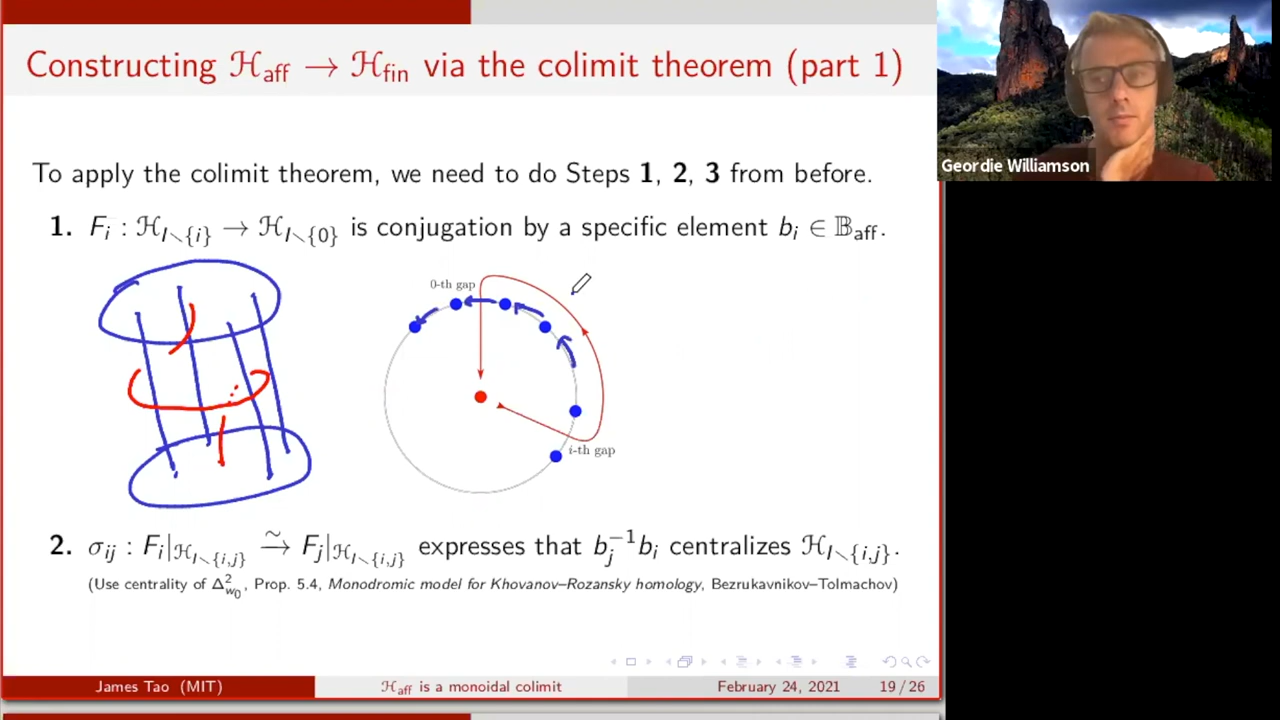 Constructing ℋ_aff → ℋ_fin via the colimit theorem (part 1)
Geordie Williamson
To apply the colimit theorem, we need to do Steps 1, 2, 3 from before.
1. F_i : ℋ_{I∖{i}} → ℋ_{I∖{0}} is conjugation by a specific element b_i ∈ 𝔹_aff.
0-th gap
i-th gap
2. σ_{ij} : F_i|_{ℋ_{I∖{i,j}}} ⥲ F_j|_{ℋ_{I∖{i,j}}} expresses that b_j^{-1}b_i centralizes ℋ_{I∖{i,j}}.
(Use centrality of Δ²_{w_0}, Prop. 5.4, Monodromic model for Khovanov–Rozansky homology, Bezrukavnikov–Tolmachov)
James Tao (MIT) ℋ_aff is a monoidal colimit February 24, 2021 19 / 26